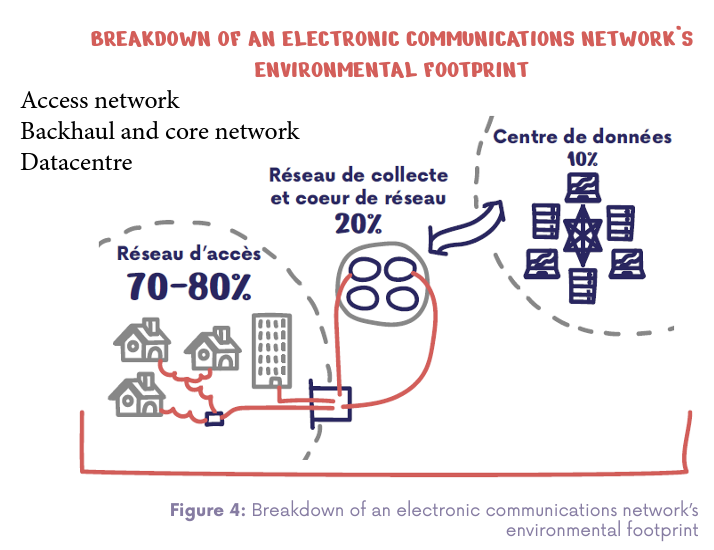 BREAKDOWN OF AN ELECTRONIC COMMUNICATIONS NETWORK'S
ENVIRONMENTAL FOOTPRINT
Access network
Backhaul and core network
Datacentre
Centre de données
10%
Réseau de collecte
et coeur de réseau
20%
Réseau d'accès
70-80%
Figure 4: Breakdown of an electronic communications network's
environmental footprint